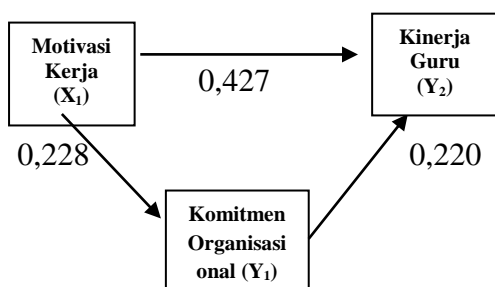 Motivasi
Kerja
(X₁)
Kinerja
Guru
(Y₂)
0,427
0,228
0,220
Komitmen
Organisasi
onal (Y₁)